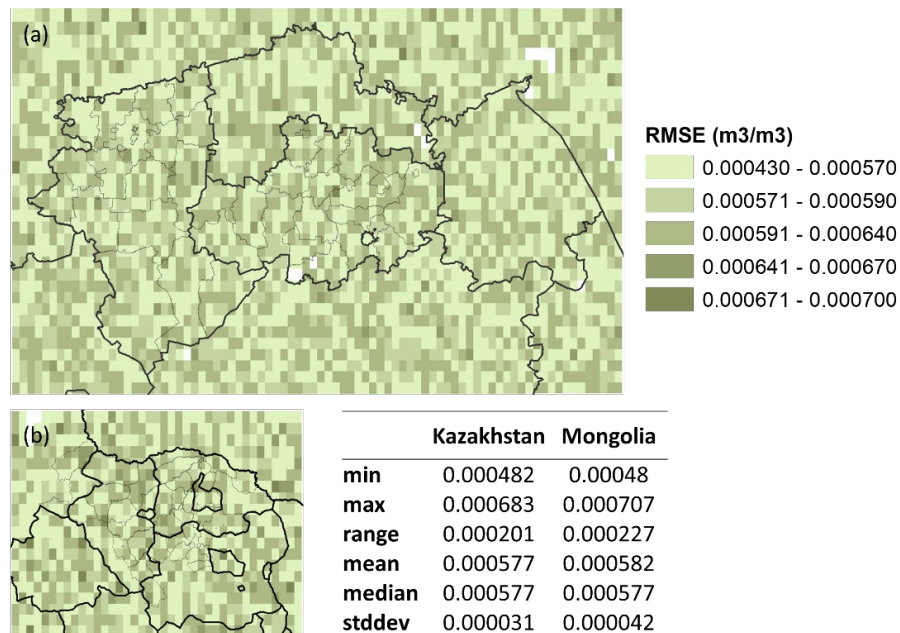 (a)
RMSE (m3/m3)
0.000430 - 0.000570
0.000571 - 0.000590
0.000591 - 0.000640
0.000641 - 0.000670
0.000671 - 0.000700
(b)
Kazakhstan Mongolia
min 0.000482 0.00048
max 0.000683 0.000707
range 0.000201 0.000227
mean 0.000577 0.000582
median 0.000577 0.000577
stddev 0.000031 0.000042